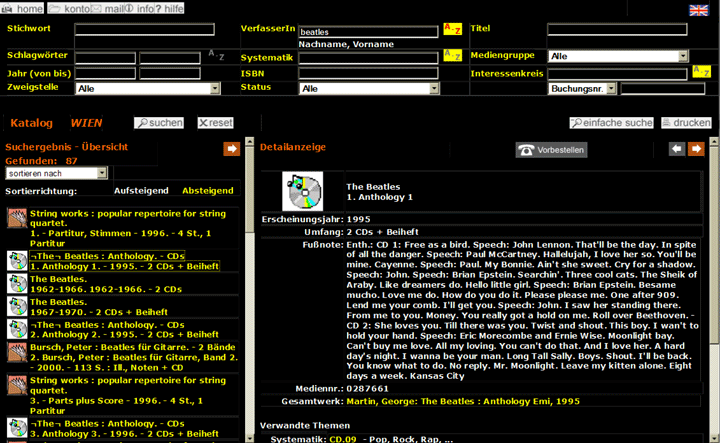 home konto mail info ? hilfe
Stichwort VerfasserIn beatles A-Z Titel
Nachname, Vorname
Schlagwörter A-Z Systematik A-Z Mediengruppe Alle
Jahr (von bis) ISBN Interessenkreis A-Z
Zweigstelle Alle Status Alle Buchungsnr.
Katalog WIEN suchen reset einfache suche drucken
Suchergebnis - Übersicht
Gefunden: 87
sortieren nach
Sortierrichtung: Aufsteigend Absteigend
String works : popular repertoire for string
quartet.
1. - Partitur, Stimmen - 1996. - 4 St., 1
Partitur
¬The¬ Beatles : Anthology. - CDs
1. Anthology 1. - 1995. - 2 CDs + Beiheft
The Beatles.
1962-1966. 1962-1966. - 2 CDs
The Beatles.
1967-1970. - 2 CDs + Beiheft
¬The¬ Beatles : Anthology. - CDs
2. Anthology 2. - 1995. - 2 CDs + Beiheft
Bursch, Peter : Beatles für Gitarre. - 2 Bände
2. Bursch, Peter : Beatles für Gitarre, Band 2.
- 2000. - 113 S. : Ill., Noten + CD
String works : popular repertoire for string
quartet.
3. - Parts plus Score - 1996. - 4 St., 1
Partitur
¬The¬ Beatles : Anthology. - CDs
3. Anthology 3. - 1995. - 2 CDs + Beiheft
Detailanzeige Vorbestellen
The Beatles
1. Anthology 1
Erscheinungsjahr: 1995
Umfang: 2 CDs + Beiheft
Fußnote: Enth.: CD 1: Free as a bird. Speech: John Lennon. That'll be the day. In spite
of all the danger. Speech: Paul McCartney. Hallelujah, I love her so. You'll be
mine. Cayenne. Speech: Paul. My Bonnie. Ain't she sweet. Cry for a shadow.
Speech: John. Speech: Brian Epstein. Searchin'. Three cool cats. The Sheik of
Araby. Like dreamers do. Hello little girl. Speech: Brian Epstein. Besame
mucho. Love me do. How do you do it. Please please me. One after 909.
Lend me your comb. I'll get you. Speech: John. I saw her standing there.
From me to you. Money. You really got a hold on me. Roll over Beethoven. -
CD 2: She loves you. Till there was you. Twist and shout. This boy. I wan't to
hold your hand. Speech: Eric Morecombe and Ernie Wise. Moonlight bay.
Can't buy me love. All my loving. You can't do that. And I love her. A hard
day's night. I wanna be your man. Long Tall Sally. Boys. Shout. I'll be back.
You know what to do. No reply. Mr. Moonlight. Leave my kitten alone. Eight
days a week. Kansas City
Mediennr.: 0287661
Gesamtwerk: Martin, George: The Beatles : Anthology Emi, 1995
Verwandte Themen
Systematik: CD.09 - Pop, Rock, Rap, ...